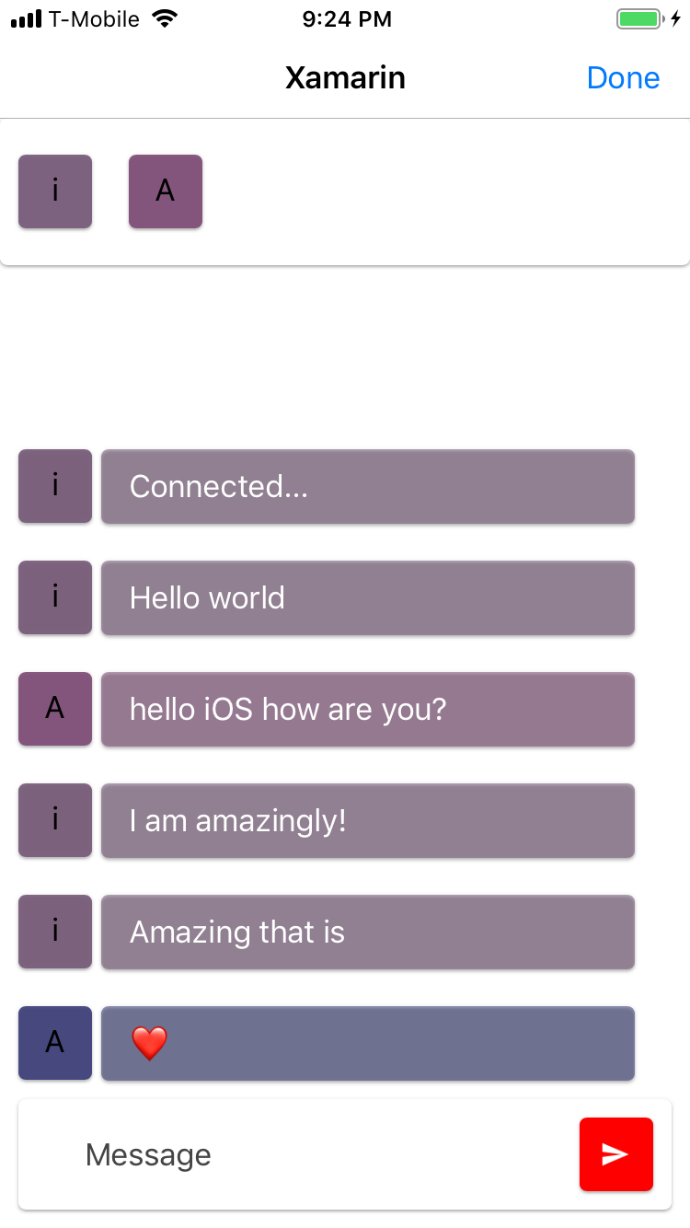 T-Mobile 9:24 PM
Xamarin Done
i A
i Connected...
i Hello world
A hello iOS how are you?
i I am amazingly!
i Amazing that is
A ❤️
Message